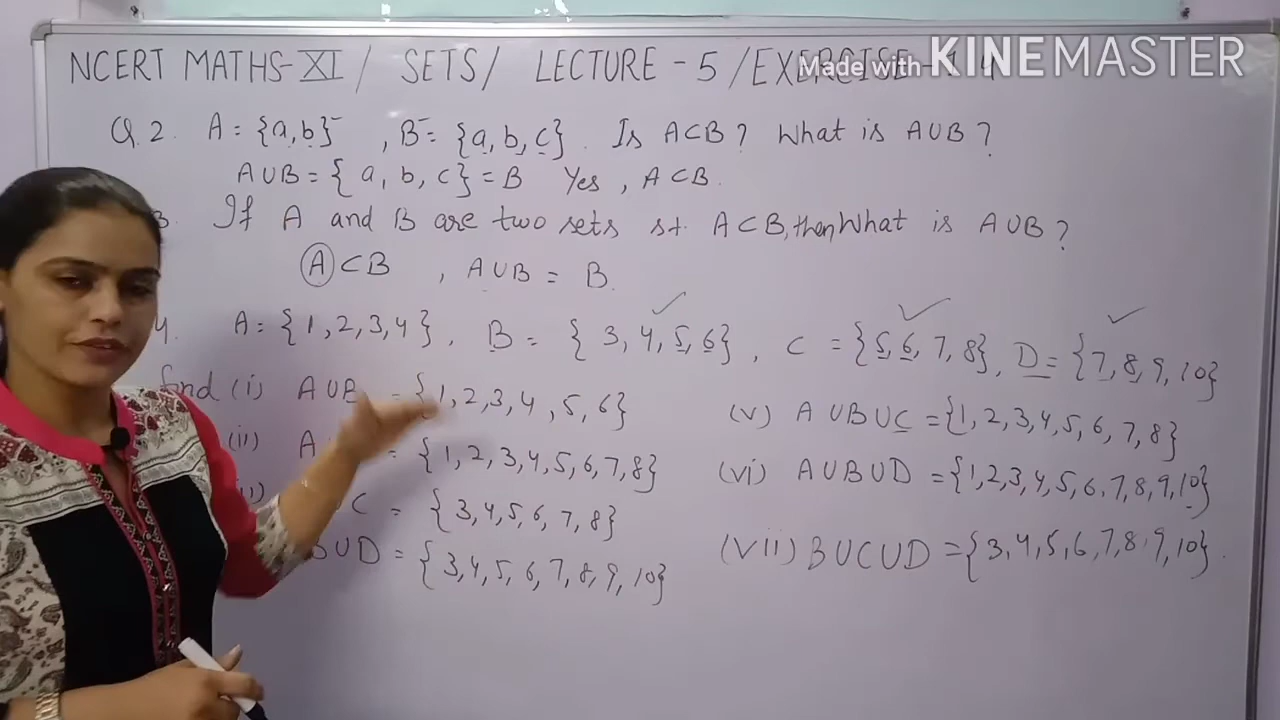 NCERT MATHS-XI / SETS / LECTURE - 5 / EXERCISE
Made with KINEMASTER
Q.2. A = {a,b} , B = {a, b, c}. Is A⊂B? What is A∪B?
A∪B = { a, b, c} = B Yes, A⊂B.
3. If A and B are two sets st. A⊂B, then What is A∪B?
A⊂B , A∪B = B.
4. A = {1,2,3,4}, B = {3,4,5,6}, C = {5,6,7,8}, D = {7,8,9,10}
find (i) A∪B = {1,2,3,4,5,6}
(ii) A = {1,2,3,4,5,6,7,8}
C = {3,4,5,6,7,8}
B∪D = {3,4,5,6,7,8,9,10}
(v) A∪B∪C = {1,2,3,4,5,6,7,8}
(vi) A∪B∪D = {1,2,3,4,5,6,7,8,9,10}
(vii) B∪C∪D = {3,4,5,6,7,8,9,10}.